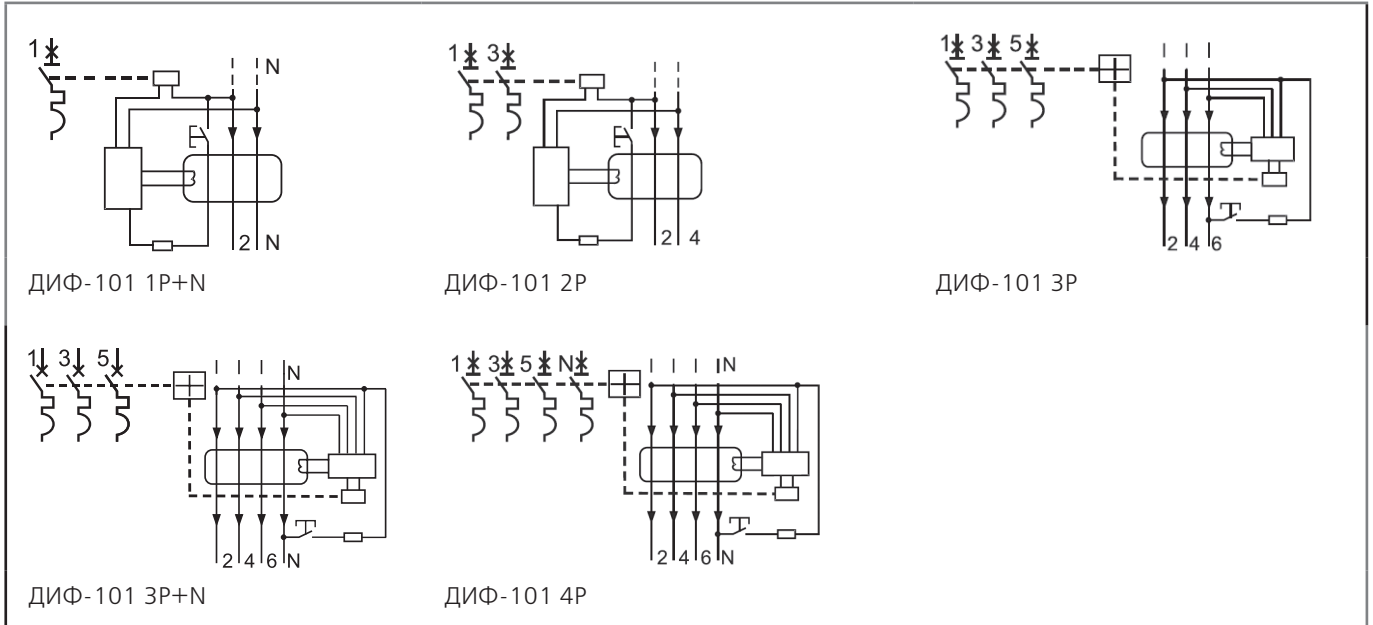 1
N
2 N
ДИФ-101 1P+N
1 3
2 4
ДИФ-101 2P
1 3 5
2 4 6
ДИФ-101 3P
1 3 5
N
2 4 6 N
ДИФ-101 3P+N
1 3 5 N
N
2 4 6 N
ДИФ-101 4P